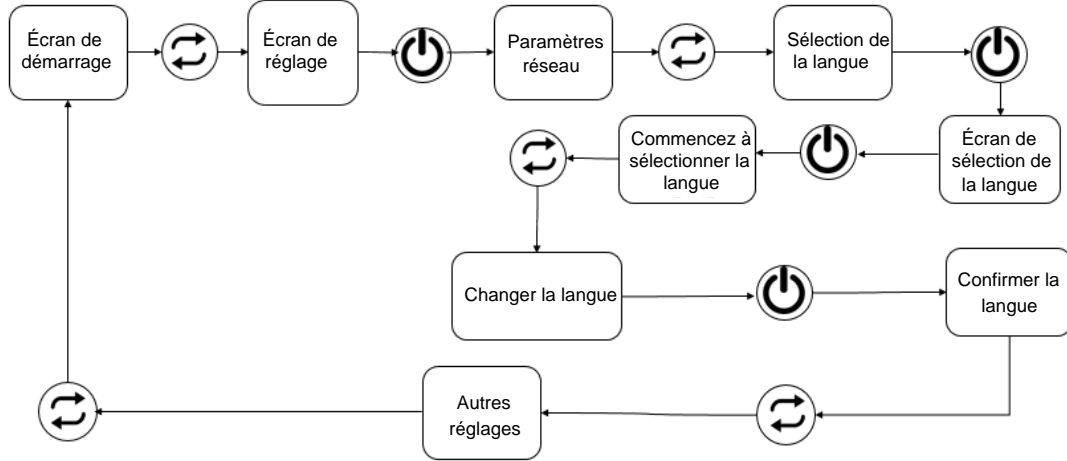 Écran de
démarrage
Écran de
réglage
Paramètres
réseau
Sélection de
la langue
Écran de
sélection de
la langue
Commencez à
sélectionner la
langue
Changer la langue
Confirmer la
langue
Autres
réglages